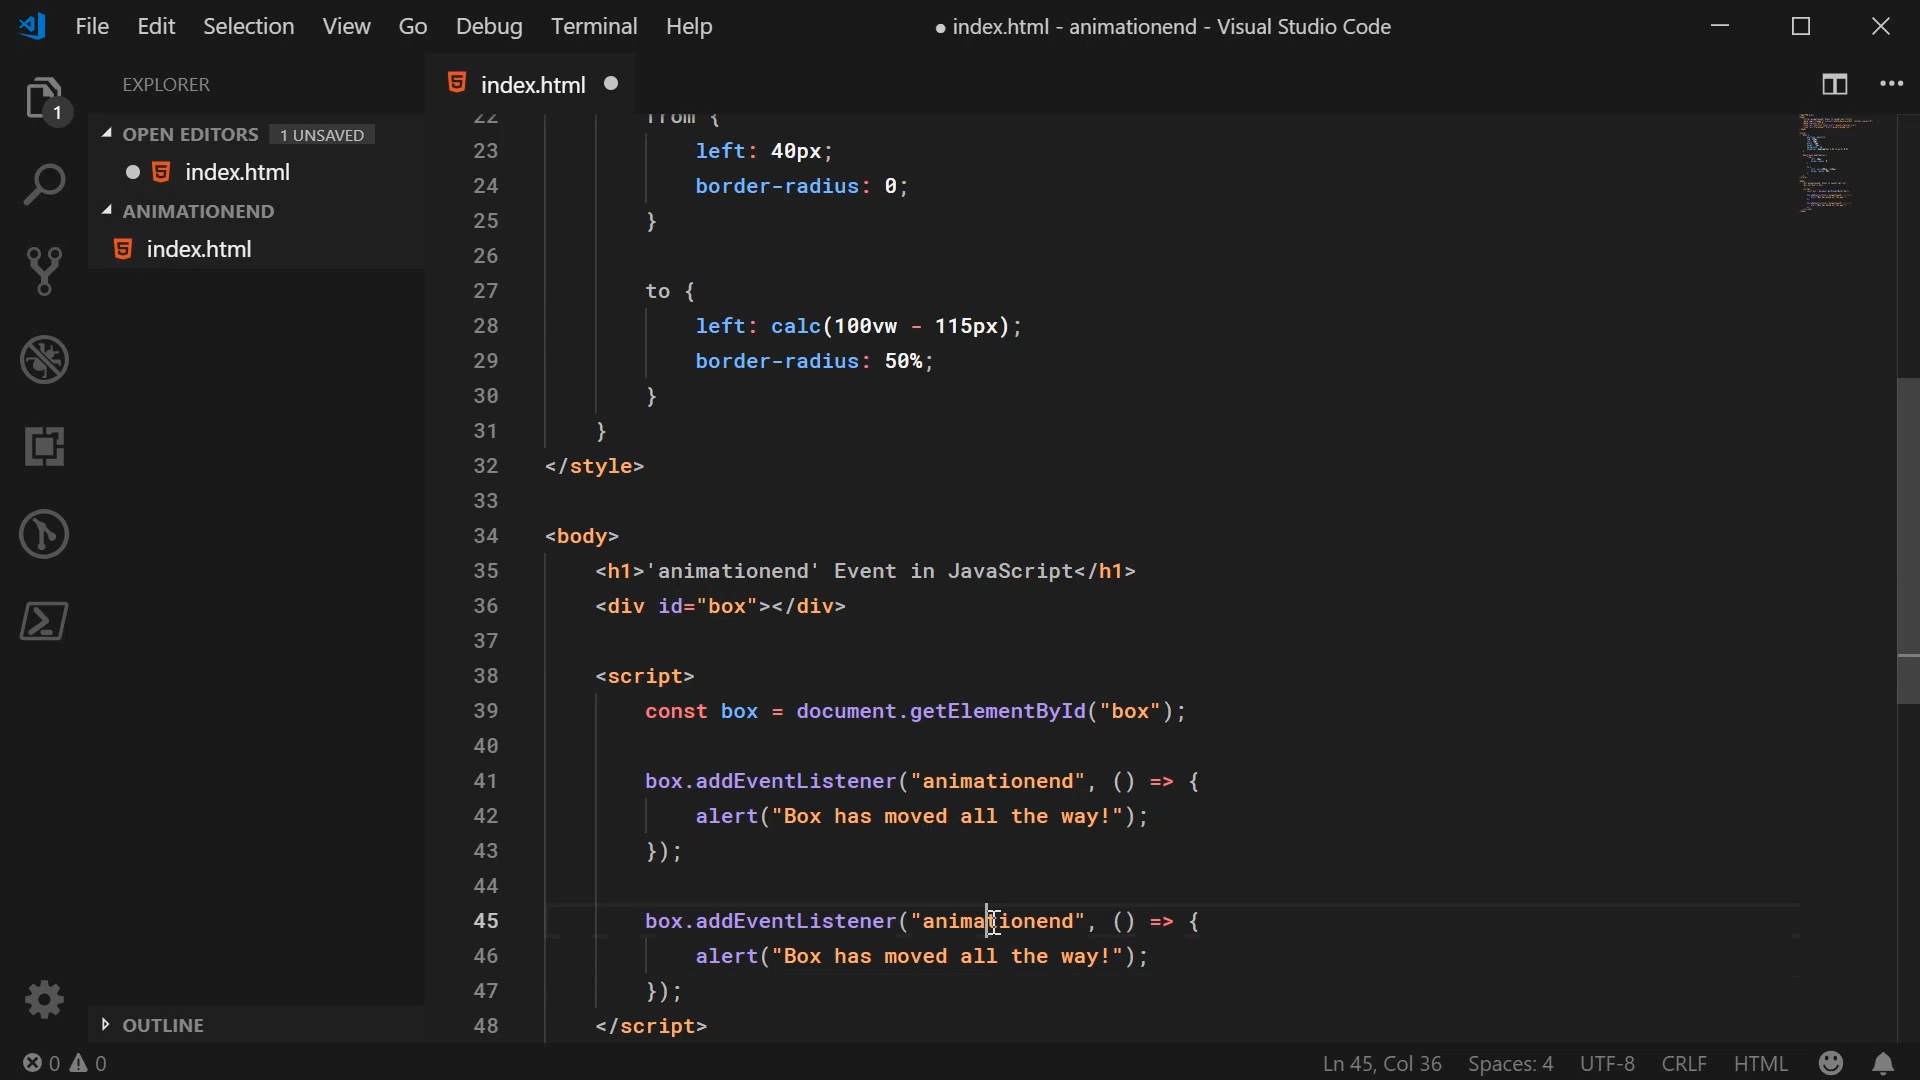 File Edit Selection View Go Debug Terminal Help
● index.html - animationend - Visual Studio Code
EXPLORER
1
OPEN EDITORS 1 UNSAVED
index.html
ANIMATIONEND
index.html
OUTLINE
index.html
22 from {
23 left: 40px;
24 border-radius: 0;
25 }
26
27 to {
28 left: calc(100vw - 115px);
29 border-radius: 50%;
30 }
31 }
32 </style>
33
34 <body>
35 <h1>'animationend' Event in JavaScript</h1>
36 <div id="box"></div>
37
38 <script>
39 const box = document.getElementById("box");
40
41 box.addEventListener("animationend", () => {
42 alert("Box has moved all the way!");
43 });
44
45 box.addEventListener("animationend", () => {
46 alert("Box has moved all the way!");
47 });
48 </script>
0 0
Ln 45, Col 36 Spaces: 4 UTF-8 CRLF HTML